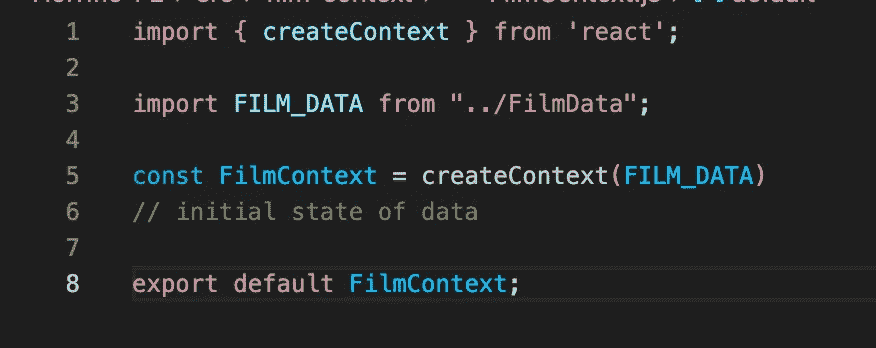 1 import { createContext } from 'react';
2
3 import FILM_DATA from "../FilmData";
4
5 const FilmContext = createContext(FILM_DATA)
6 // initial state of data
7
8 export default FilmContext;